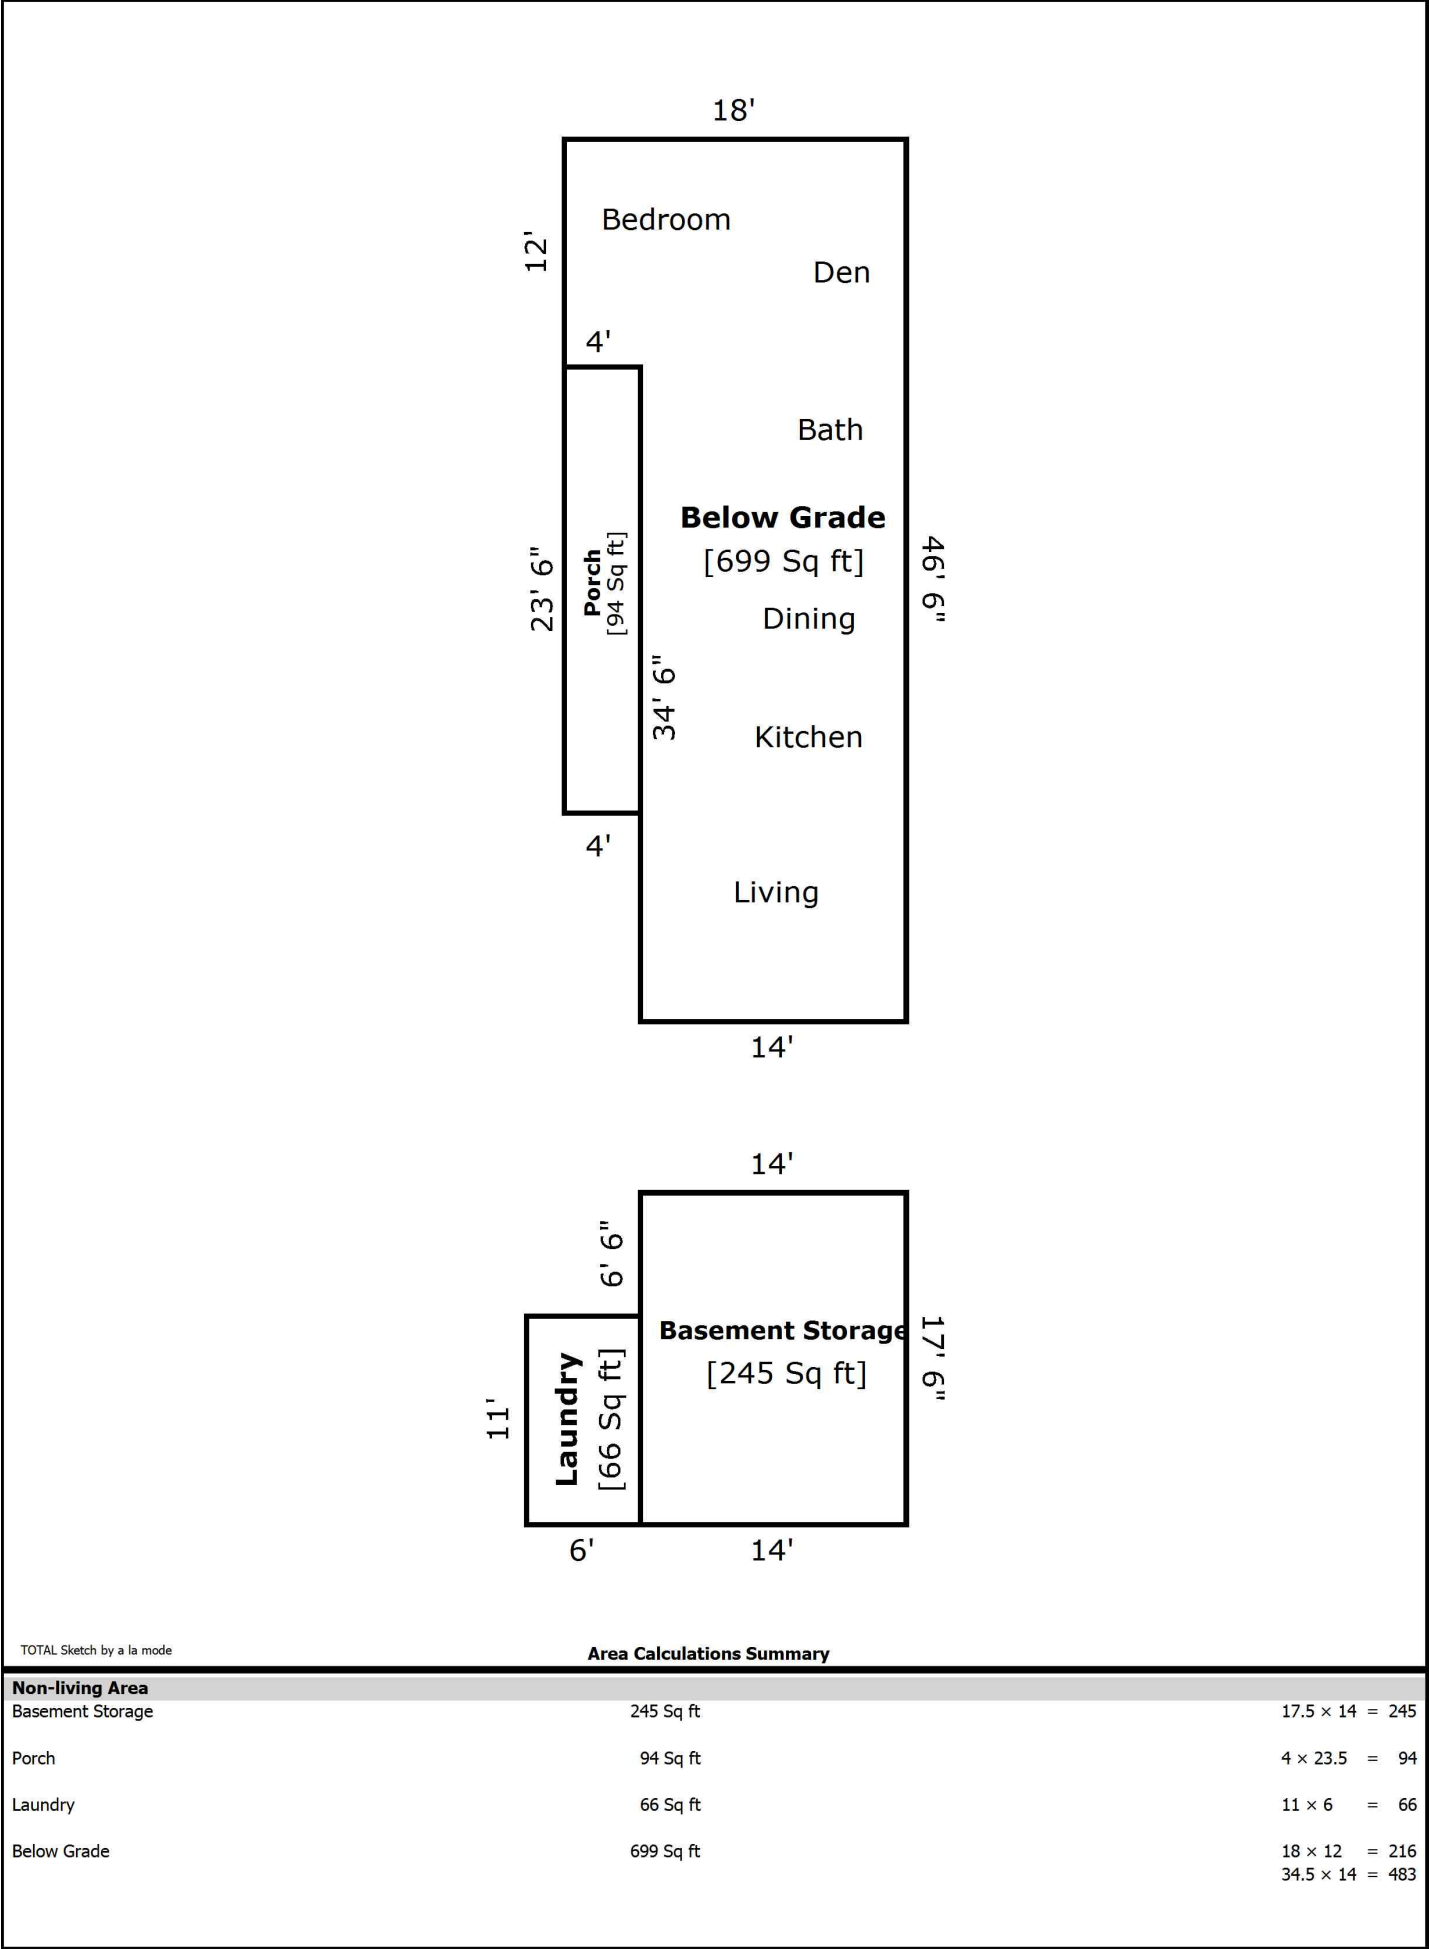 18'
Bedroom
12'
Den
4'
Bath
Below Grade
[699 Sq ft]
Porch
[94 Sq ft]
23' 6"
46' 6"
Dining
34' 6"
Kitchen
4'
Living
14'
14'
6' 6"
Basement Storage
[245 Sq ft]
17' 6"
Laundry
[66 Sq ft]
11'
6'
14'
TOTAL Sketch by a la mode
Area Calculations Summary
Non-living Area
Basement Storage 245 Sq ft 17.5 × 14 = 245
Porch 94 Sq ft 4 × 23.5 = 94
Laundry 66 Sq ft 11 × 6 = 66
Below Grade 699 Sq ft 18 × 12 = 216
34.5 × 14 = 483